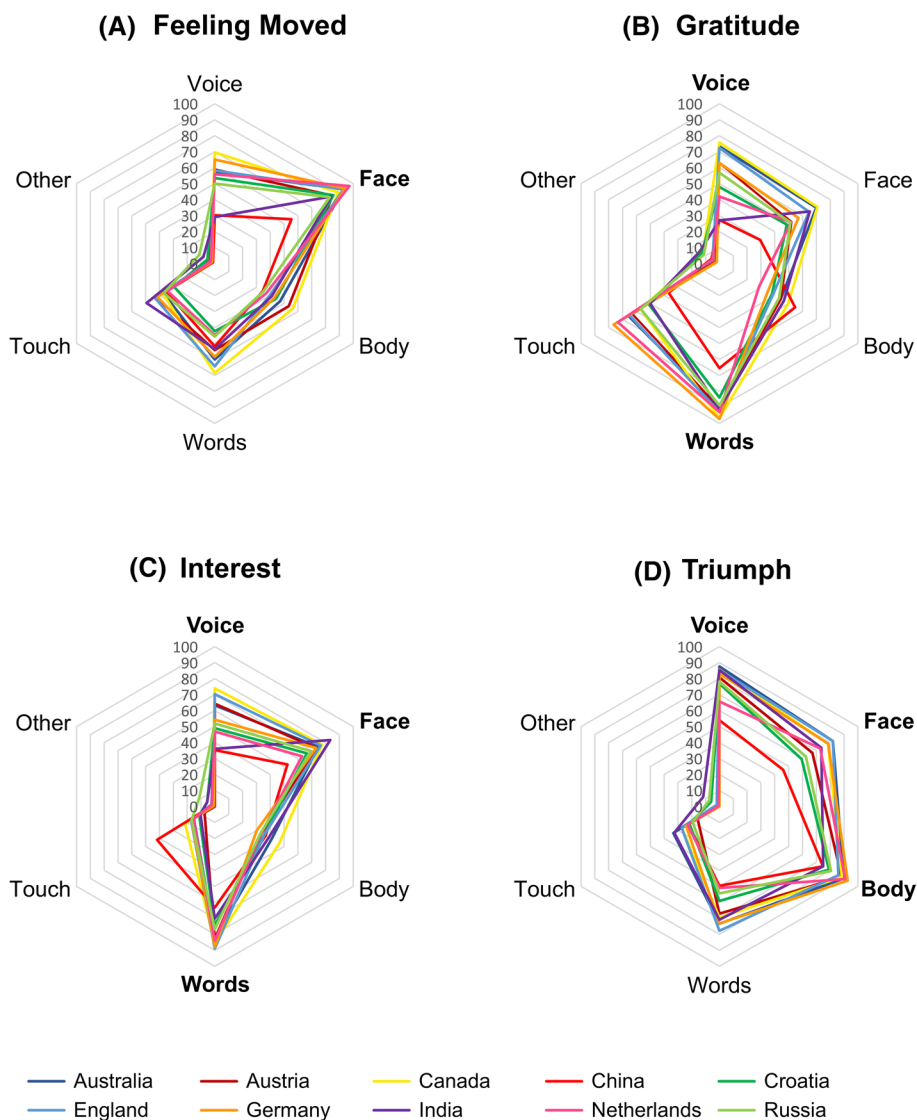 (A) Feeling Moved
(B) Gratitude
Voice
100
90
80
70
60
50
40
30
20
10
0
Other
Face
Touch
Body
Words
Voice
100
90
80
70
60
50
40
30
20
10
0
Other
Face
Touch
Body
Words
(C) Interest
(D) Triumph
Voice
100
90
80
70
60
50
40
30
20
10
0
Other
Face
Touch
Body
Words
Voice
100
90
80
70
60
50
40
30
20
10
0
Other
Face
Touch
Body
Words
Australia Austria Canada China Croatia
England Germany India Netherlands Russia